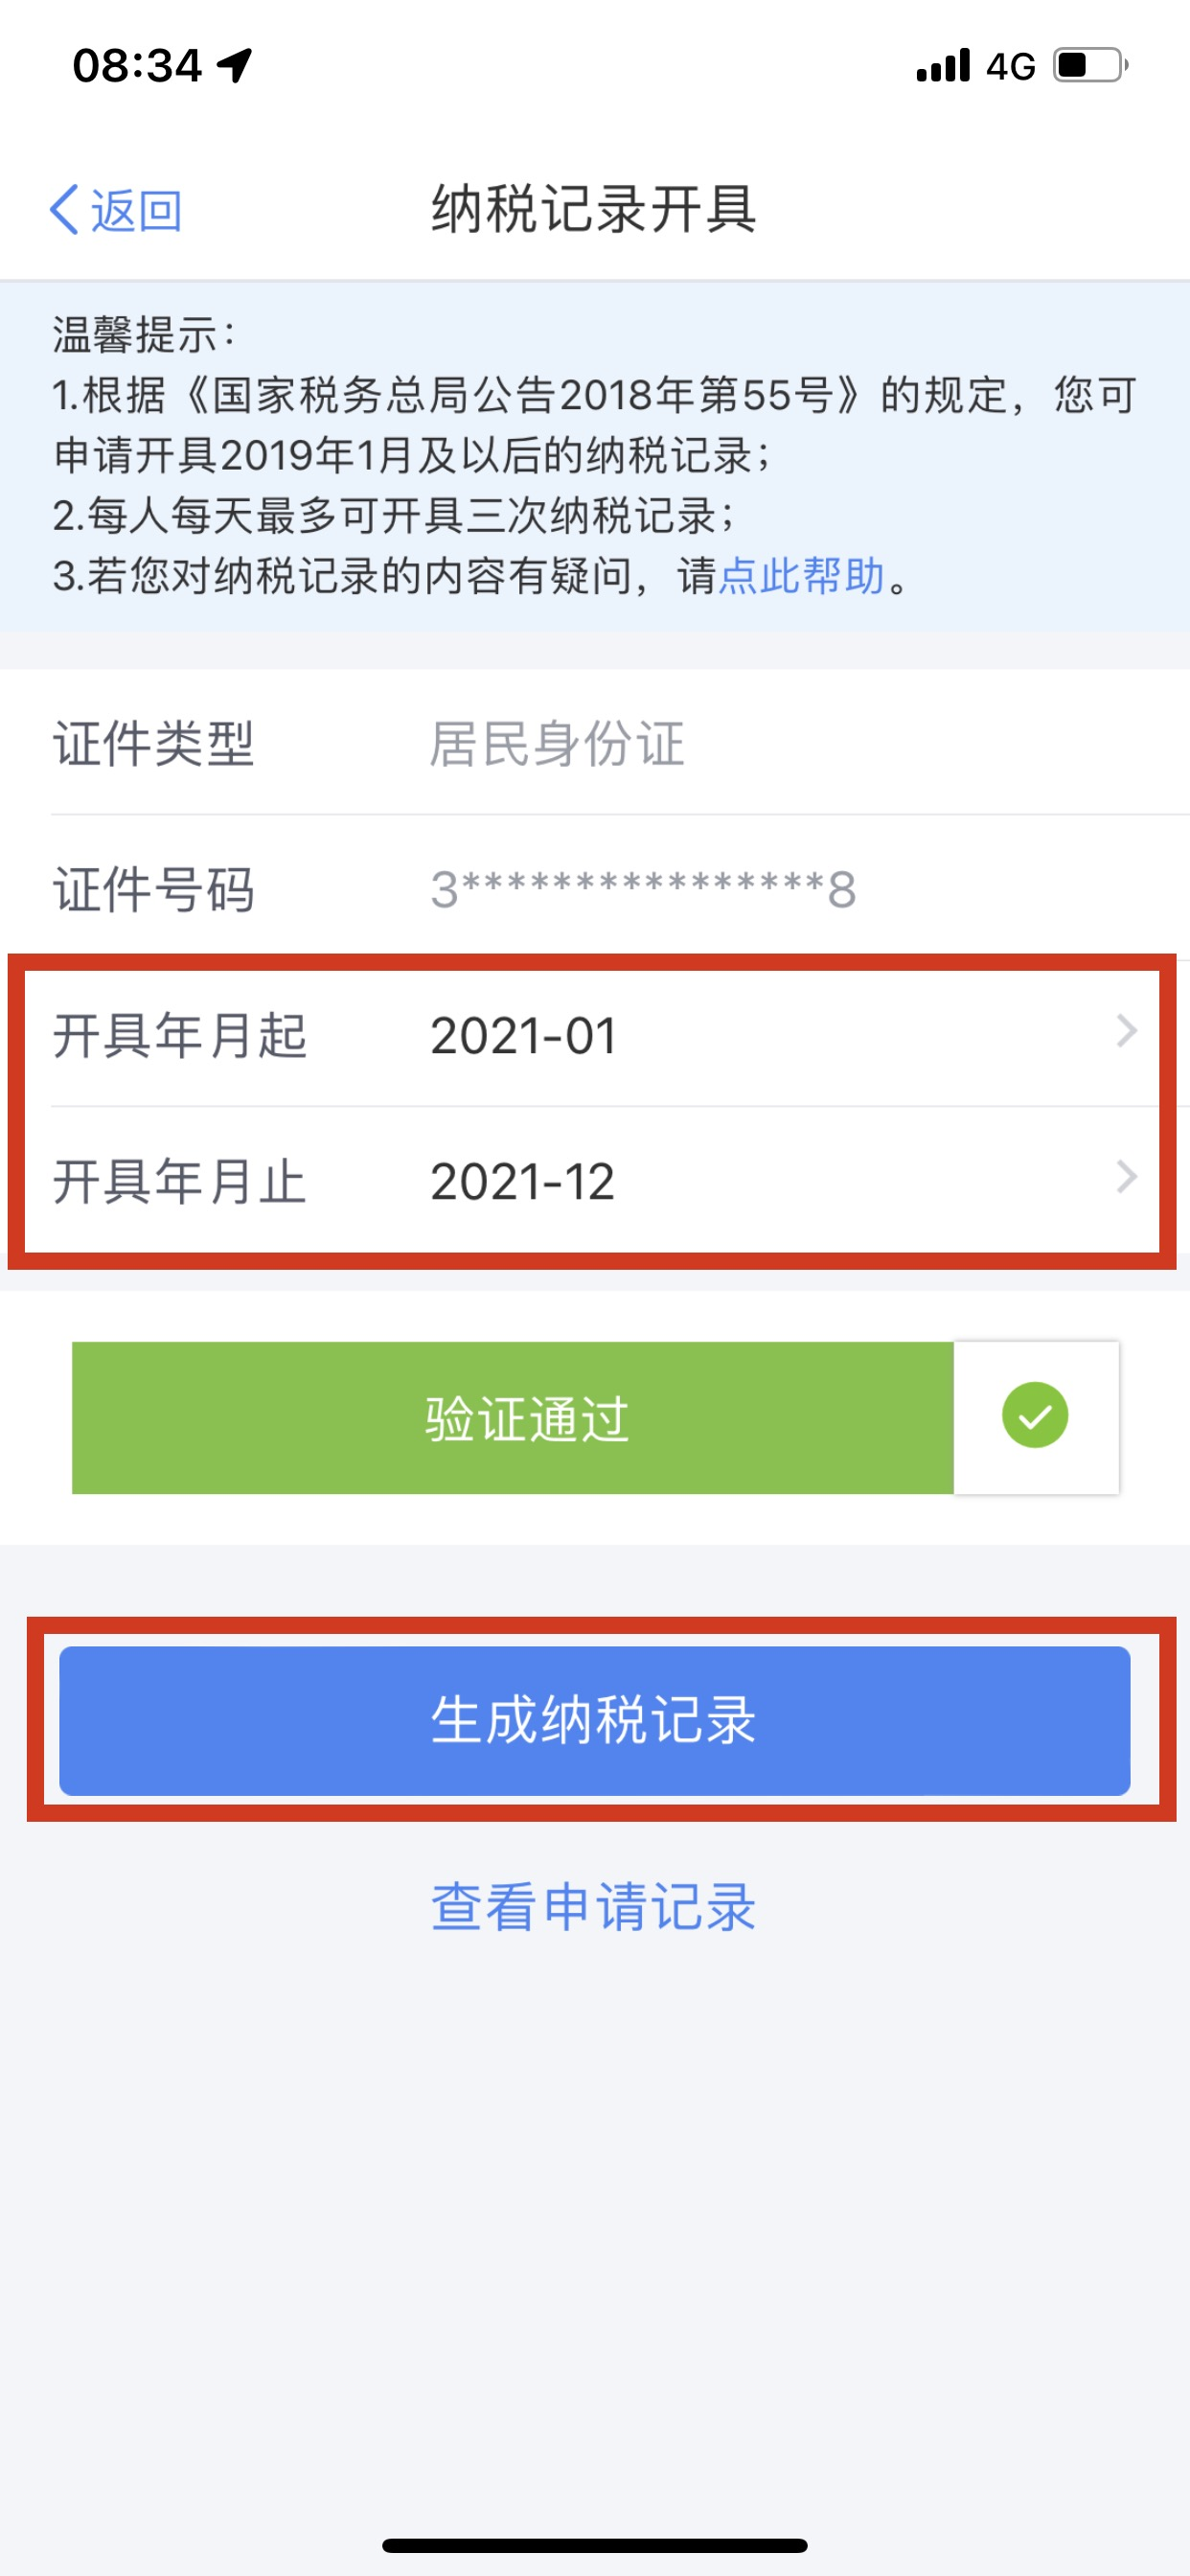 08:34
4G
返回
纳税记录开具
温馨提示：
1.根据《国家税务总局公告2018年第55号》的规定，您可
申请开具2019年1月及以后的纳税记录；
2.每人每天最多可开具三次纳税记录；
3.若您对纳税记录的内容有疑问，请点此帮助。
证件类型 居民身份证
证件号码 3****************8
开具年月起 2021-01
开具年月止 2021-12
验证通过
生成纳税记录
查看申请记录